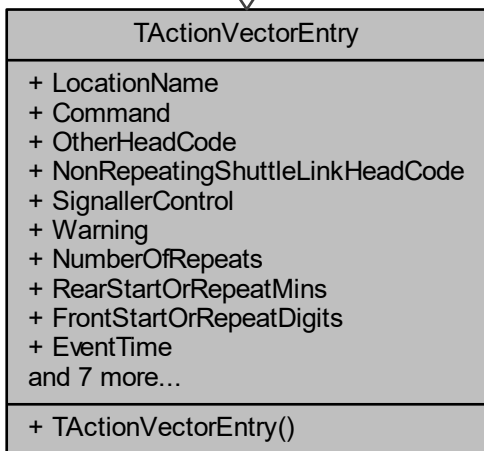 TActionVectorEntry
+ LocationName
+ Command
+ OtherHeadCode
+ NonRepeatingShuttleLinkHeadCode
+ SignallerControl
+ Warning
+ NumberOfRepeats
+ RearStartOrRepeatMins
+ FrontStartOrRepeatDigits
+ EventTime
and 7 more...
+ TActionVectorEntry()